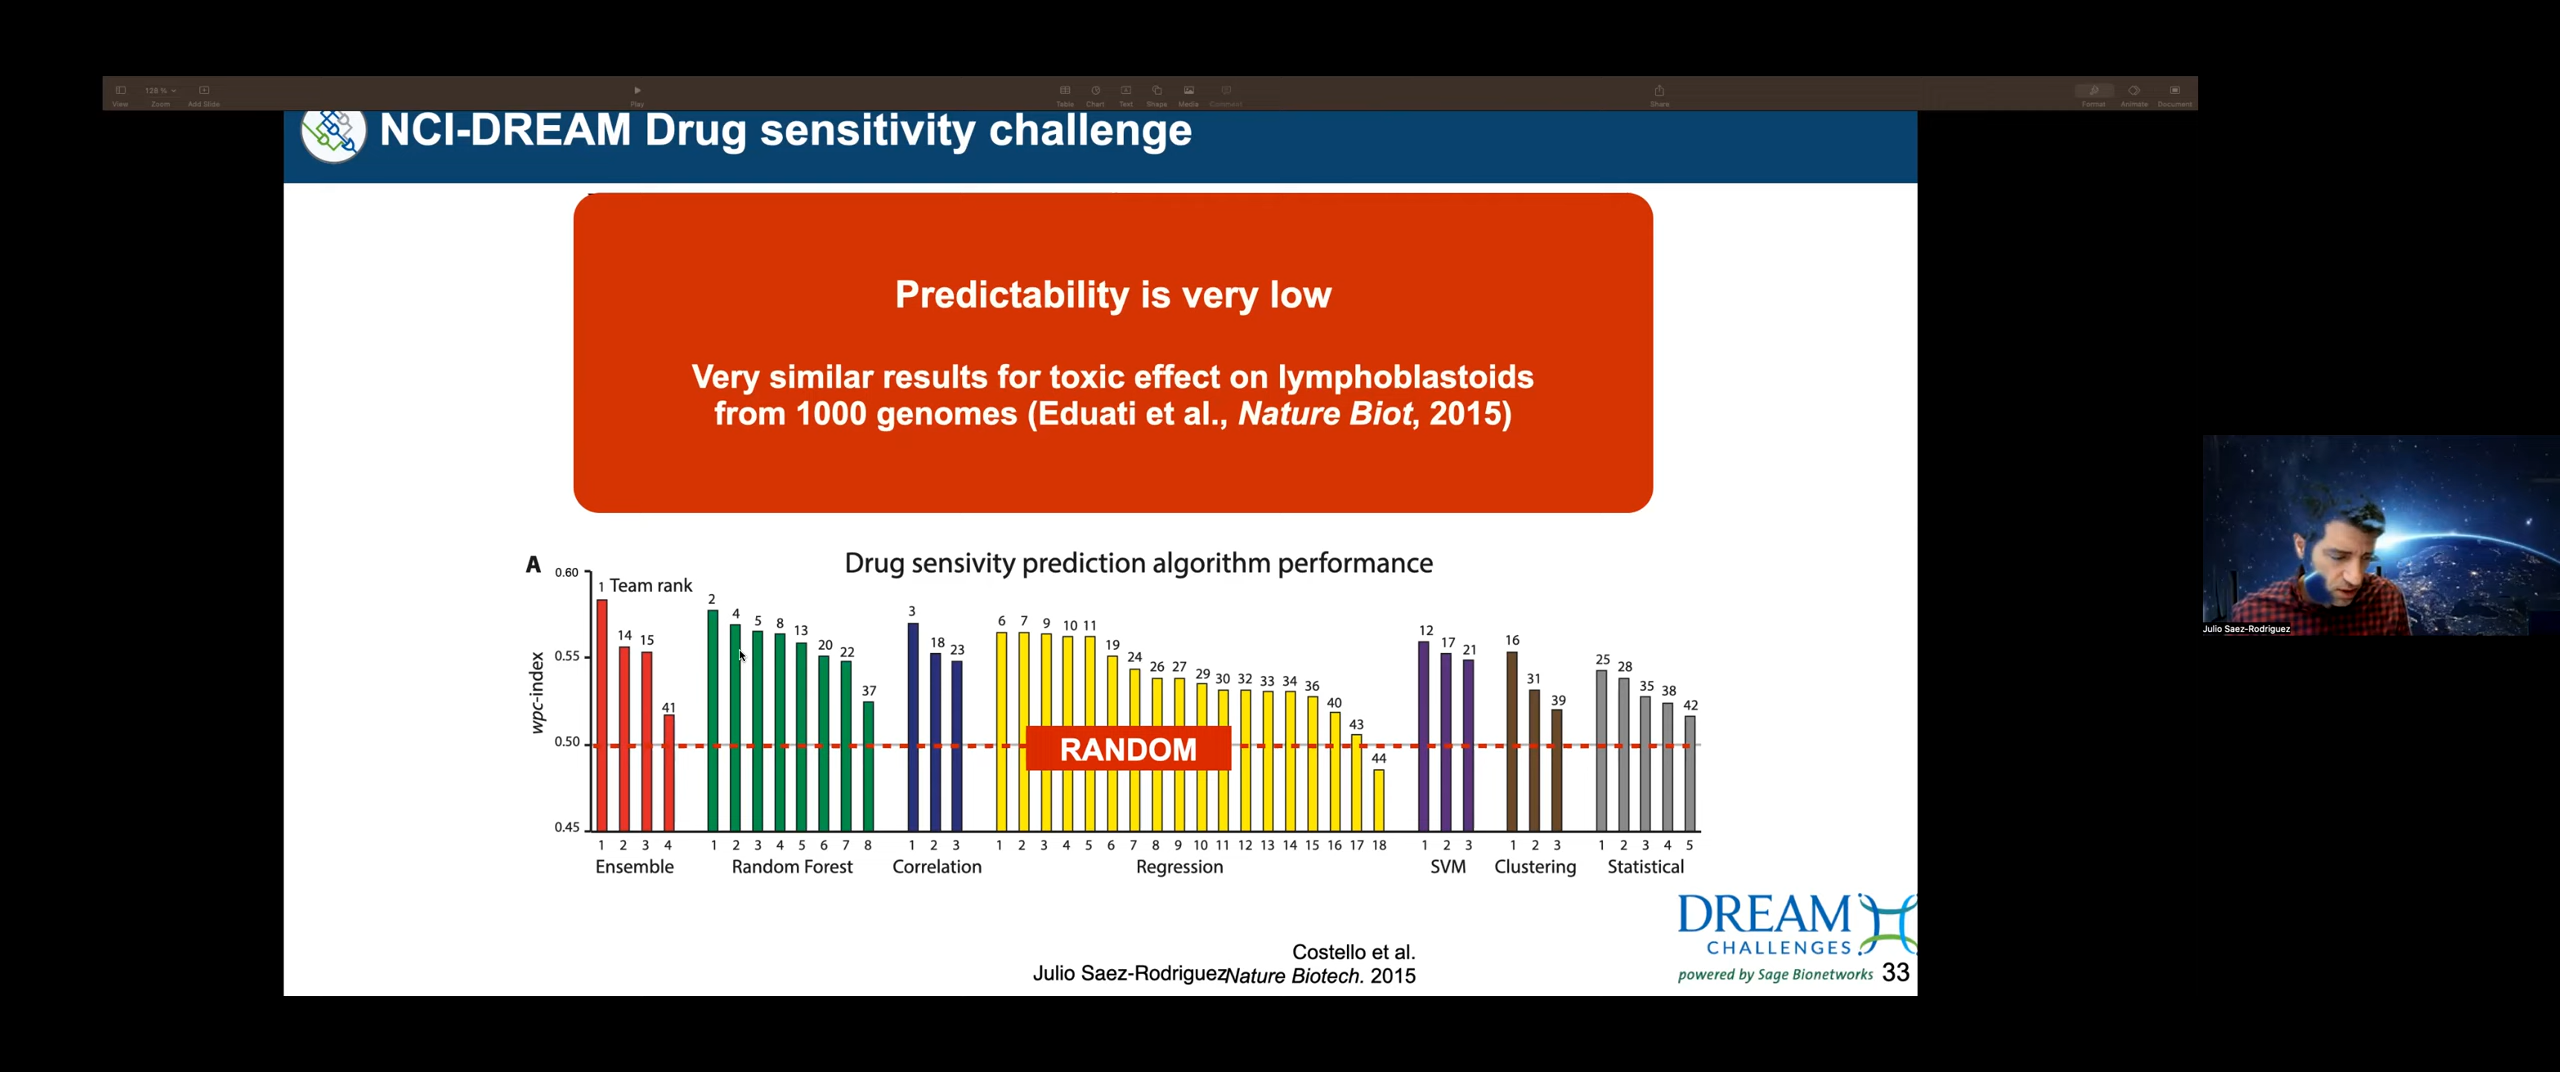 View
128 %
Zoom
Add Slide
Play
Table
Chart
Text
Shape
Media
Comment
Share
Format
Animate
Document
NCI-DREAM Drug sensitivity challenge
Predictability is very low
Very similar results for toxic effect on lymphoblastoids
from 1000 genomes (Eduati et al., Nature Biot, 2015)
A
Drug sensivity prediction algorithm performance
wpc-index
0.60
0.55
0.50
0.45
1 Team rank
14 15 41
2 4 5 8 13 20 22 37
3 18 23
6 7 9 10 11 19 24 26 27 29 30 32 33 34 36 40 43 44
12 17 21
16 31 39
25 28 35 38 42
RANDOM
1 2 3 4
1 2 3 4 5 6 7 8
1 2 3
1 2 3 4 5 6 7 8 9 10 11 12 13 14 15 16 17 18
1 2 3
1 2 3
1 2 3 4 5
Ensemble
Random Forest
Correlation
Regression
SVM
Clustering
Statistical
Costello et al.
Julio Saez-Rodriguez
Nature Biotech. 2015
DREAM
CHALLENGES
powered by Sage Bionetworks
33
Julio Saez-Rodriguez